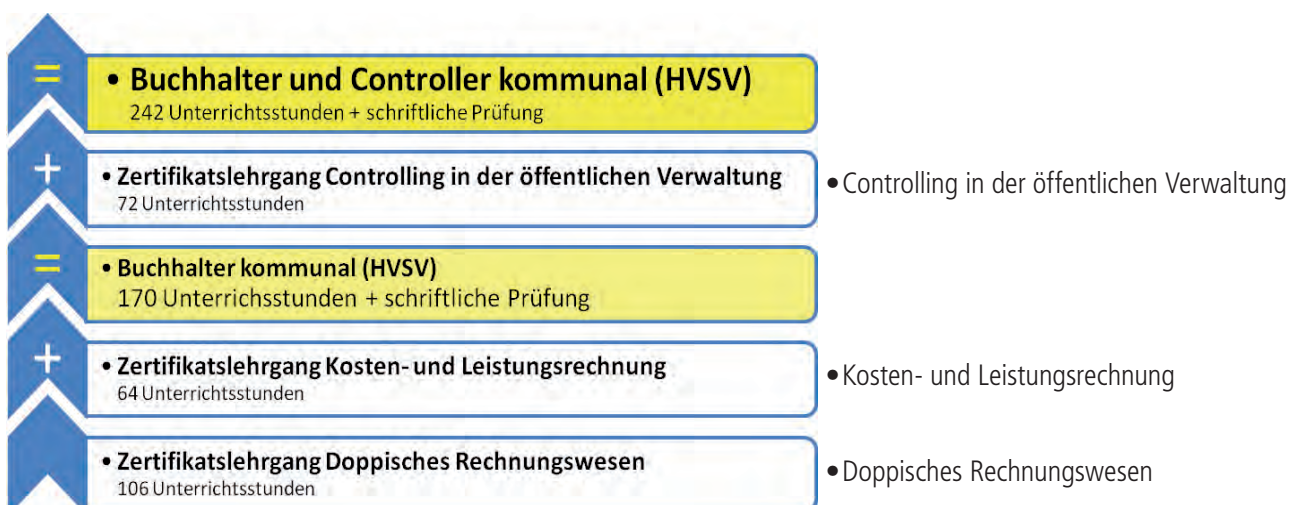 =
• Buchhalter und Controller kommunal (HVSV)
242 Unterrichtsstunden + schriftliche Prüfung
+
• Zertifikatslehrgang Controlling in der öffentlichen Verwaltung
72 Unterrichtsstunden
• Controlling in der öffentlichen Verwaltung
=
• Buchhalter kommunal (HVSV)
170 Unterrichsstunden + schriftliche Prüfung
+
• Zertifikatslehrgang Kosten- und Leistungsrechnung
64 Unterrichtsstunden
• Kosten- und Leistungsrechnung
• Zertifikatslehrgang Doppisches Rechnungswesen
106 Unterrichtsstunden
• Doppisches Rechnungswesen